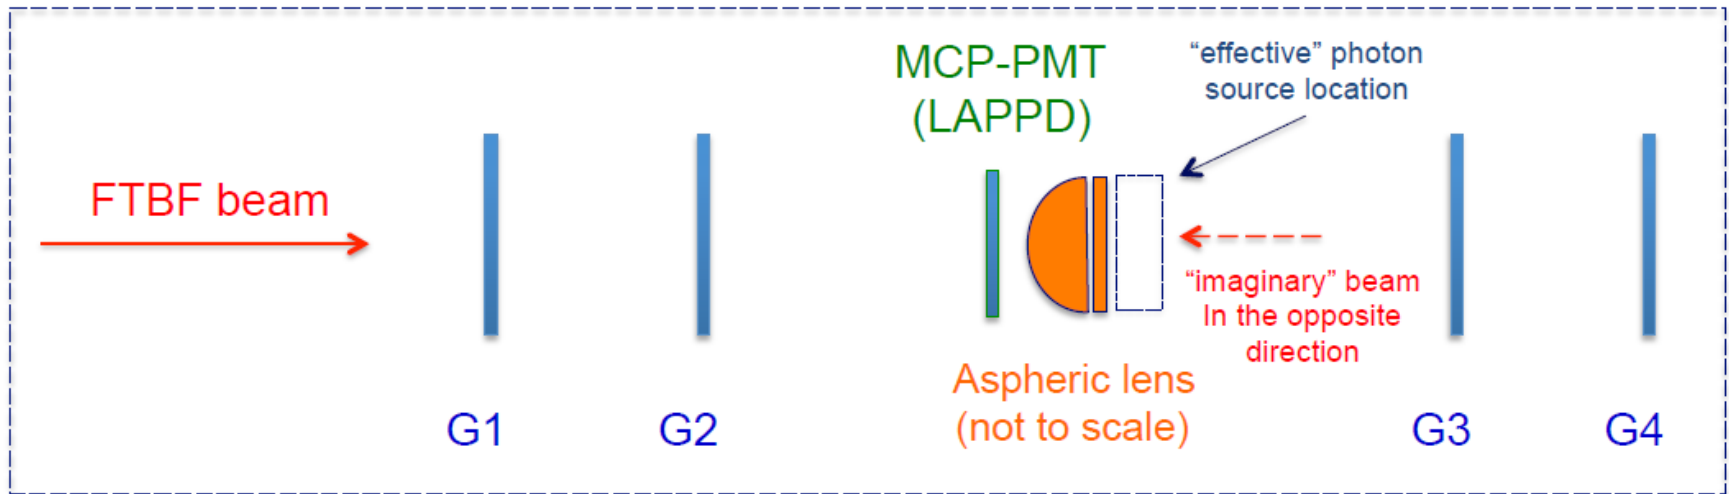 MCP-PMT
(LAPPD)
“effective” photon
source location
FTBF beam
“imaginary” beam
In the opposite
direction
Aspheric lens
(not to scale)
G1
G2
G3
G4